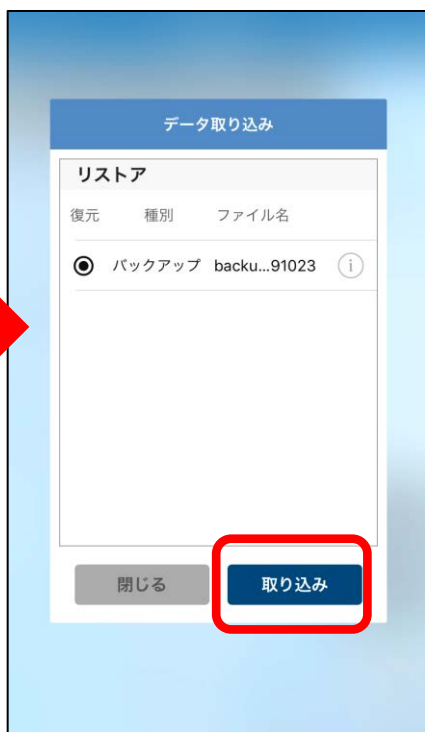 データ取り込み
リストア
復元 種別 ファイル名
バックアップ backu...91023 i
閉じる 取り込み